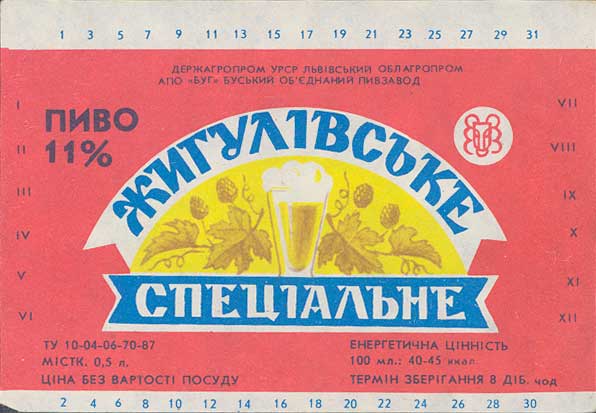 1 3 5 7 9 11 13 15 17 19 21 23 25 27 29 31
ДЕРЖАГРОПРОМ УРСР ЛЬВІВСЬКИЙ ОБЛАГРОПРОМ
АПО «БУГ» БУСЬКИЙ ОБ'ЄДНАНИЙ ПИВЗАВОД
ПИВО
11%
I
II
III
IV
V
VI
VII
VIII
IX
X
XI
XII
ЖИГУЛІВСЬКЕ
СПЕЦІАЛЬНЕ
ТУ 10-04-06-70-87
МІСТК. 0,5 л.
ЦІНА БЕЗ ВАРТОСТІ ПОСУДУ
ЕНЕРГЕТИЧНА ЦІННІСТЬ
100 мл.: 40-45 ккал.
ТЕРМІН ЗБЕРІГАННЯ 8 ДІБ. чод
2 4 6 8 10 12 14 16 18 20 22 24 26 28 30